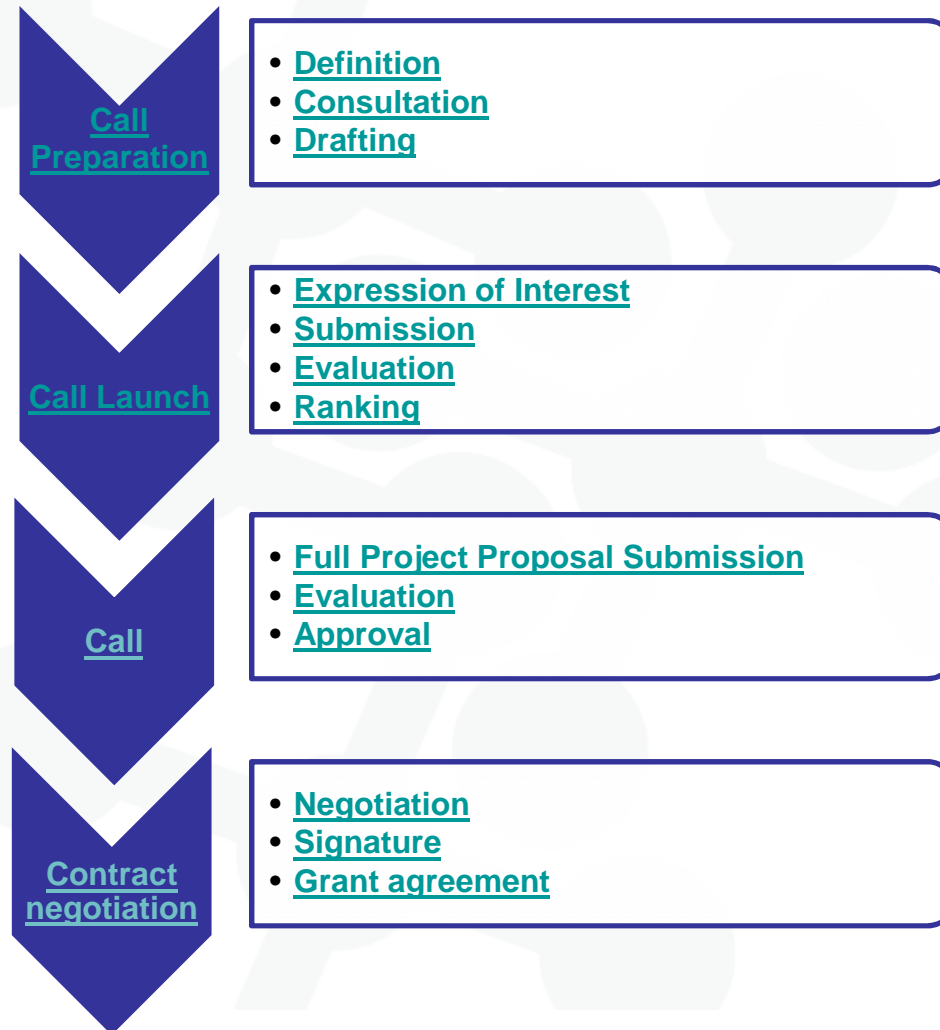 Call
Preparation
• Definition
• Consultation
• Drafting
Call Launch
• Expression of Interest
• Submission
• Evaluation
• Ranking
Call
• Full Project Proposal Submission
• Evaluation
• Approval
Contract
negotiation
• Negotiation
• Signature
• Grant agreement